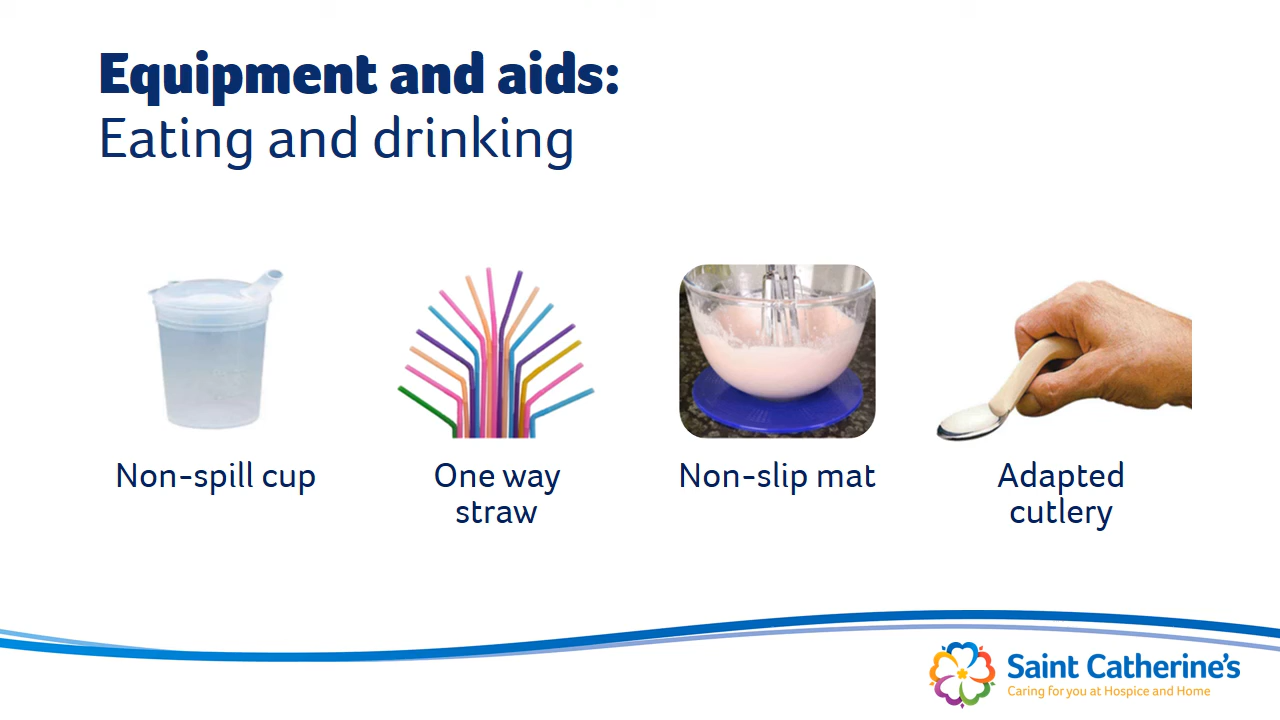 Equipment and aids:
Eating and drinking
Non-spill cup
One way
straw
Non-slip mat
Adapted
cutlery
Saint Catherine's
Caring for you at Hospice and Home